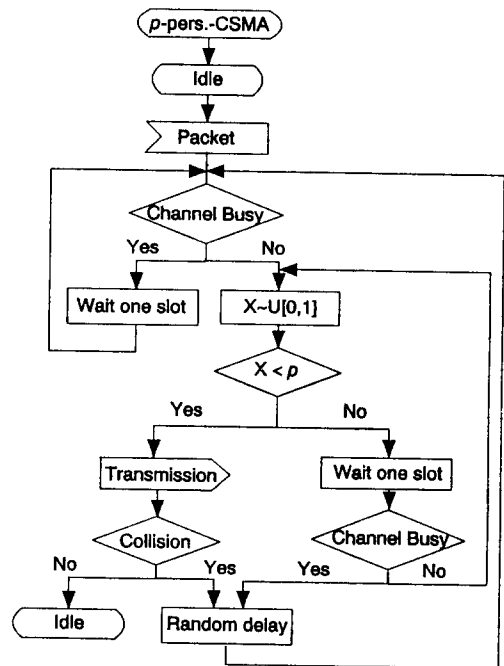 p-pers.-CSMA
Idle
Packet
Channel Busy
Yes
No
Wait one slot
X~U[0,1]
X < p
Yes
No
Transmission
Wait one slot
Collision
Channel Busy
No
Yes
Yes
No
Idle
Random delay